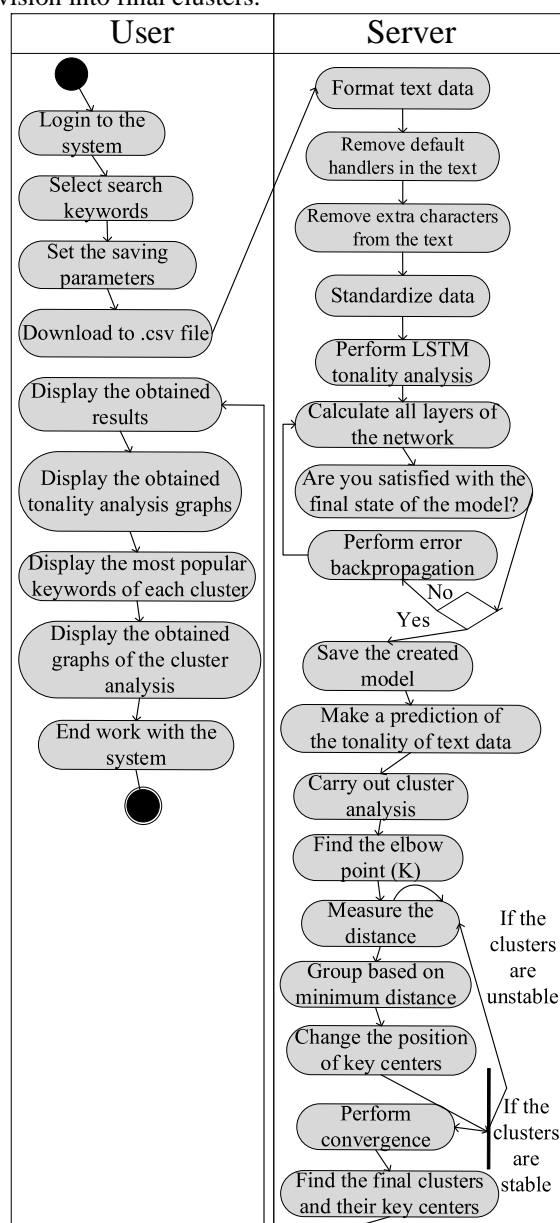 vision into final clusters.
User
Server
Login to the
system
Select search
keywords
Set the saving
parameters
Download to .csv file
Display the obtained
results
Display the obtained
tonality analysis graphs
Display the most popular
keywords of each cluster
Display the obtained
graphs of the cluster
analysis
End work with the
system
Format text data
Remove default
handlers in the text
Remove extra characters
from the text
Standardize data
Perform LSTM
tonality analysis
Calculate all layers of
the network
Are you satisfied with the
final state of the model?
Perform error
backpropagation
No
Yes
Save the created
model
Make a prediction of
the tonality of text data
Carry out cluster
analysis
Find the elbow
point (K)
Measure the
distance
If the
clusters
are
unstable
Group based on
minimum distance
Change the position
of key centers
Perform
convergence
If the
clusters
are
stable
Find the final clusters
and their key centers